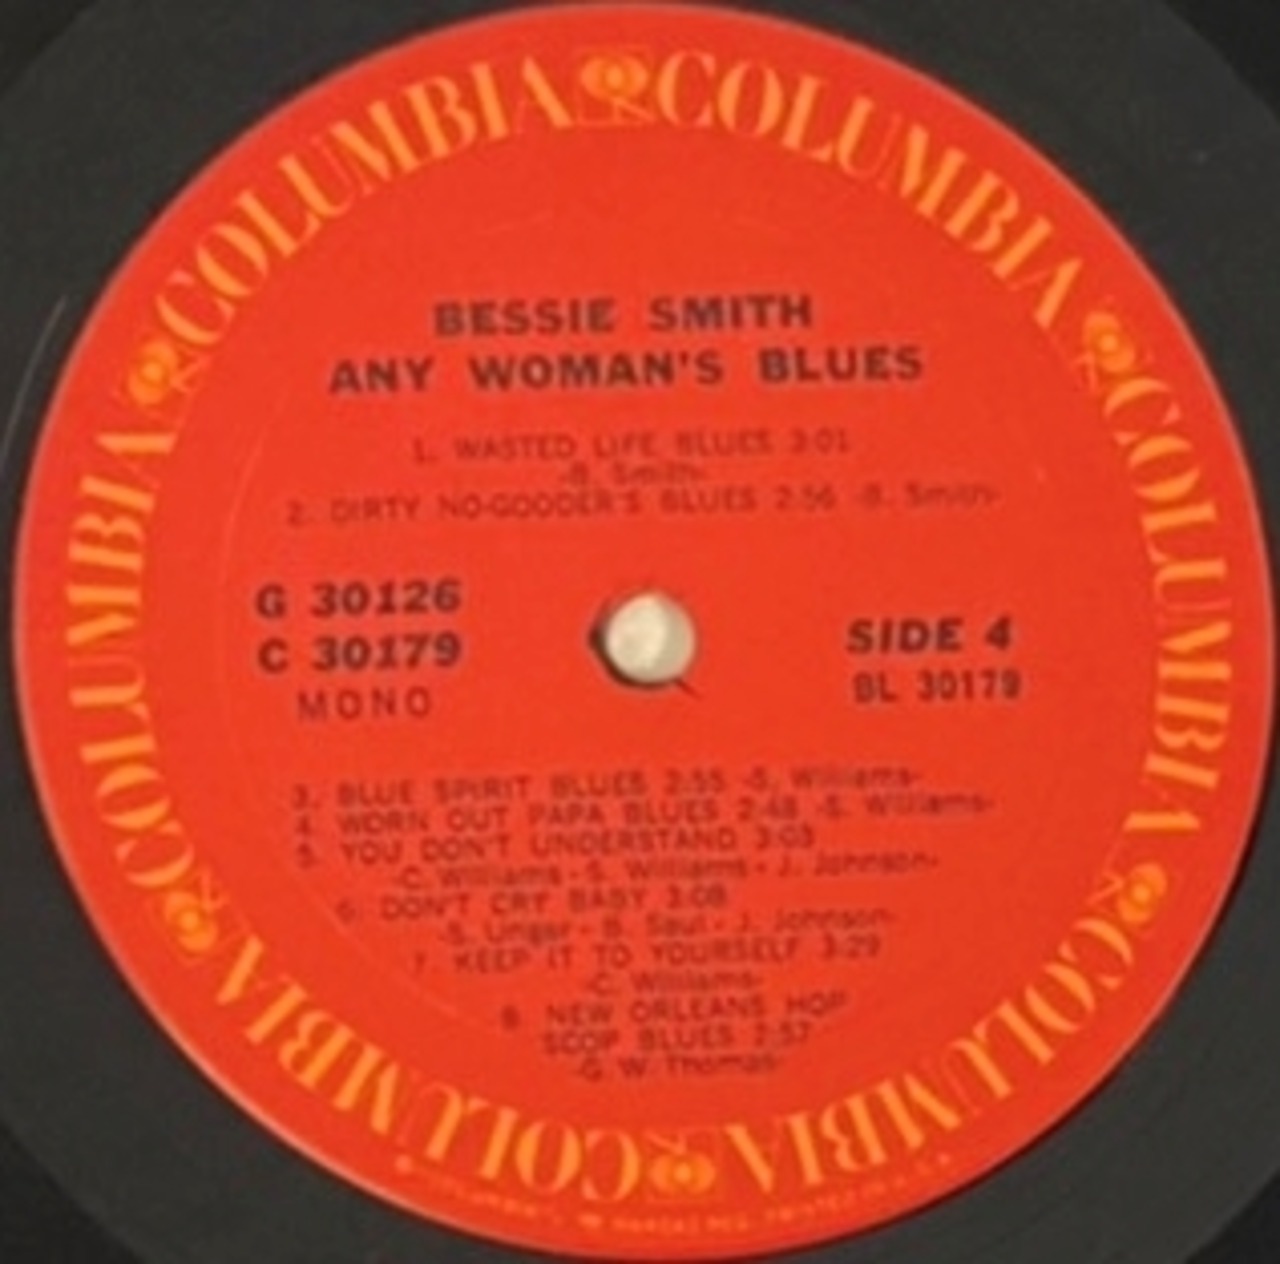 COLUMBIA COLUMBIA COLUMBIA COLUMBIA COLUMBIA COLUMBIA
BESSIE SMITH
ANY WOMAN'S BLUES
1. WASTED LIFE BLUES 3:01
-B. Smith-
2. DIRTY NO-GOODER'S BLUES 2:56 -B. Smith-
G 30126
C 30179
MONO
SIDE 4
BL 30179
3. BLUE SPIRIT BLUES 2:55 -S. Williams-
4. WORN OUT PAPA BLUES 2:48 -S. Williams-
5. YOU DON'T UNDERSTAND 3:03
-C. Williams - S. Williams - J. Johnson-
6. DON'T CRY BABY 3:08
-S. Unger - B. Saul - J. Johnson-
7. KEEP IT TO YOURSELF 3:29
-C. Williams-
8. NEW ORLEANS HOP
SCOP BLUES 2:57
-G. W. Thomas-
"COLUMBIA", MARCAS REG. PRINTED IN U.S.A.